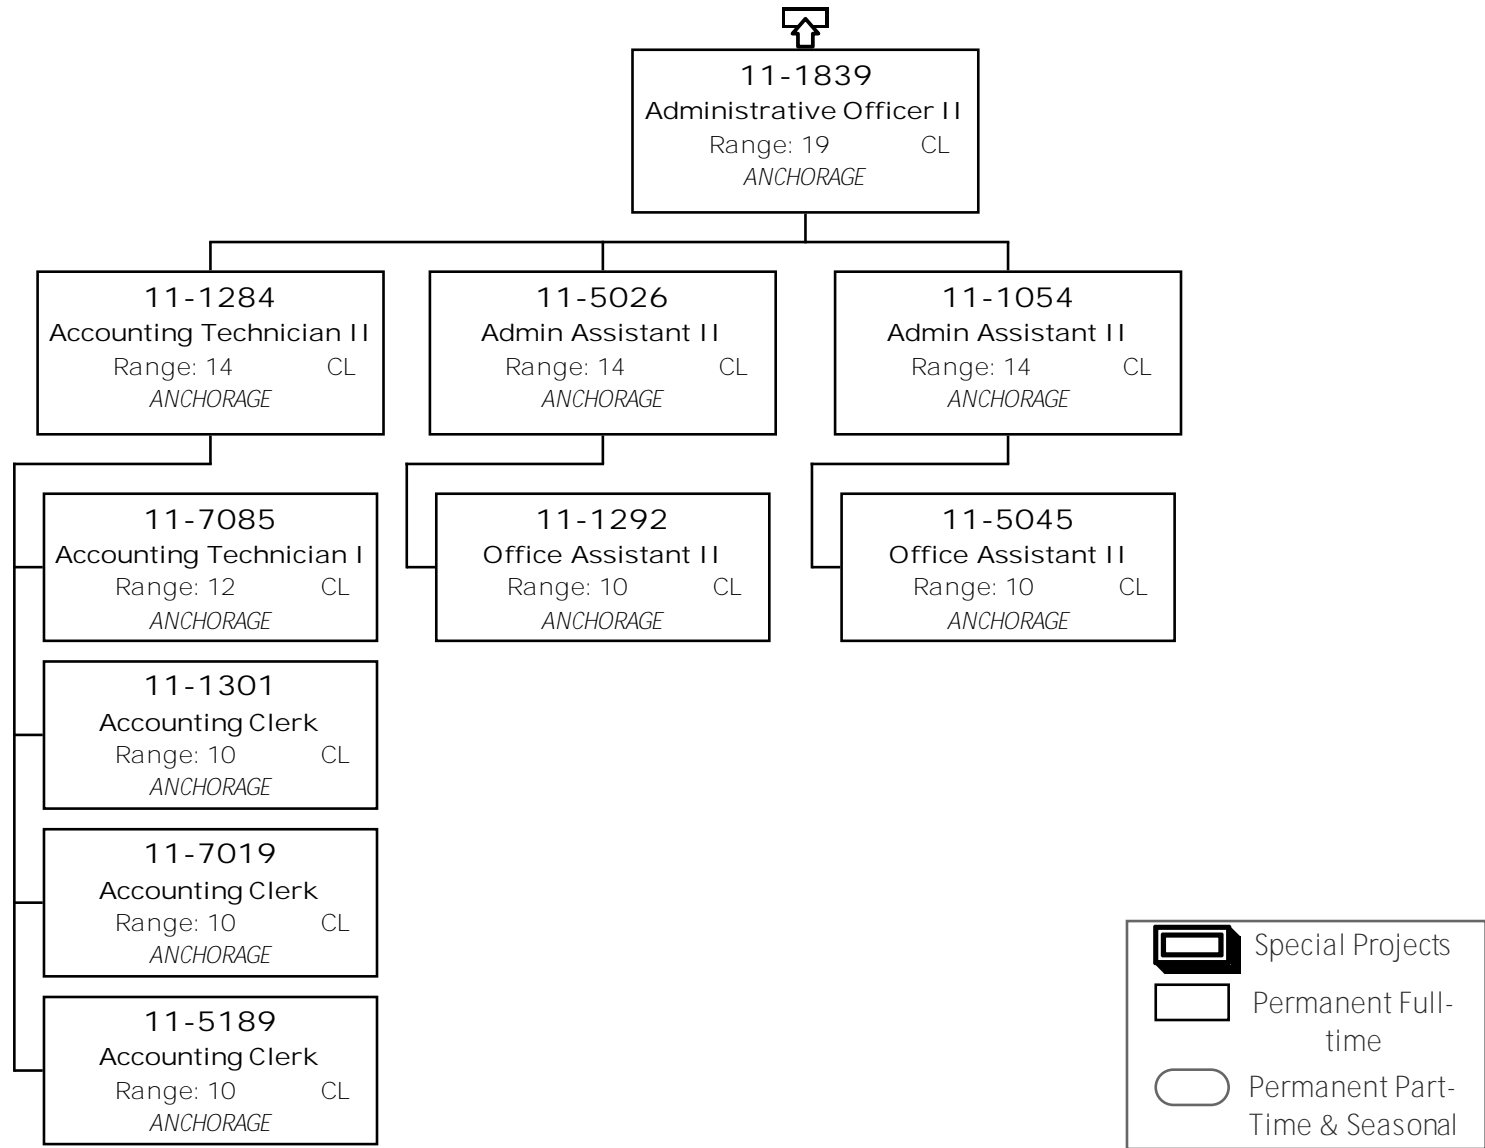 11-1839
Administrative Officer II
Range: 19 CL
ANCHORAGE
11-1284
Accounting Technician II
Range: 14 CL
ANCHORAGE
11-5026
Admin Assistant II
Range: 14 CL
ANCHORAGE
11-1054
Admin Assistant II
Range: 14 CL
ANCHORAGE
11-7085
Accounting Technician I
Range: 12 CL
ANCHORAGE
11-1292
Office Assistant II
Range: 10 CL
ANCHORAGE
11-5045
Office Assistant II
Range: 10 CL
ANCHORAGE
11-1301
Accounting Clerk
Range: 10 CL
ANCHORAGE
11-7019
Accounting Clerk
Range: 10 CL
ANCHORAGE
11-5189
Accounting Clerk
Range: 10 CL
ANCHORAGE
Special Projects
Permanent Full-
time
Permanent Part-
Time & Seasonal